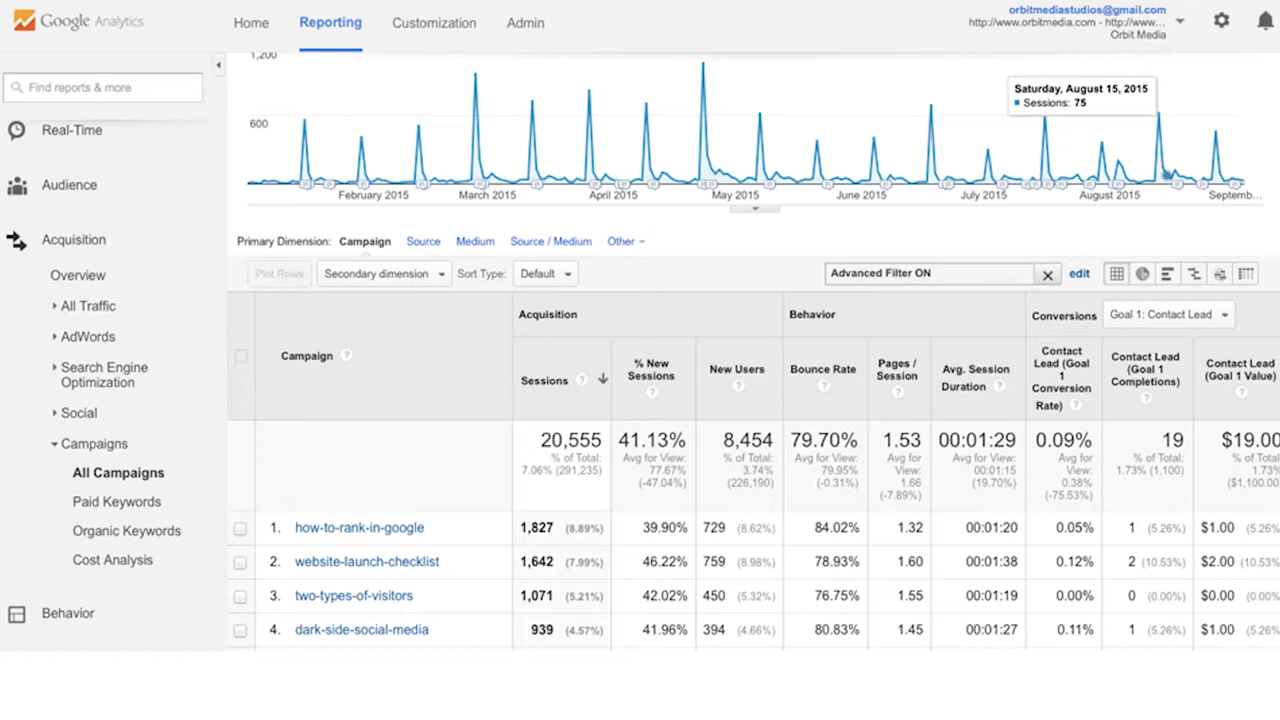 Google Analytics
Home
Reporting
Customization
Admin
orbitmediastudios@gmail.com
http://www.orbitmedia.com - http://www...
Orbit Media
Find reports & more
Real-Time
Audience
Acquisition
Overview
All Traffic
AdWords
Search Engine
Optimization
Social
Campaigns
All Campaigns
Paid Keywords
Organic Keywords
Cost Analysis
Behavior
1,200
600
Saturday, August 15, 2015
Sessions: 75
February 2015
March 2015
April 2015
May 2015
June 2015
July 2015
August 2015
Septemb...
Primary Dimension: Campaign Source Medium Source / Medium Other
Plot Rows Secondary dimension Sort Type: Default
Advanced Filter ON
edit
Acquisition
Behavior
Conversions
Goal 1: Contact Lead
Campaign ?
Sessions ?
% New
Sessions
?
New Users
?
Bounce Rate
?
Pages /
Session
?
Avg. Session
Duration ?
Contact
Lead (Goal
1
Conversion
Rate) ?
Contact Lead
(Goal 1
Completions)
?
Contact Lead
(Goal 1 Value)
?
20,555
% of Total:
7.06% (291,235)
41.13%
Avg for View:
77.67%
(-47.04%)
8,454
% of Total:
3.74%
(226,190)
79.70%
Avg for View:
79.95%
(-0.31%)
1.53
Avg for
View:
1.66
(-7.89%)
00:01:29
Avg for View:
00:01:15
(19.70%)
0.09%
Avg for
View:
0.38%
(-75.53%)
19
% of Total:
1.73% (1,100)
$19.00
% of Total:
1.73%
($1,100.00
1. how-to-rank-in-google 1,827 (8.89%) 39.90% 729 (8.62%) 84.02% 1.32 00:01:20 0.05% 1 (5.26%) $1.00 (5.26%
2. website-launch-checklist 1,642 (7.99%) 46.22% 759 (8.98%) 78.93% 1.60 00:01:38 0.12% 2 (10.53%) $2.00 (10.53%
3. two-types-of-visitors 1,071 (5.21%) 42.02% 450 (5.32%) 76.75% 1.55 00:01:19 0.00% 0 (0.00%) $0.00 (0.00%
4. dark-side-social-media 939 (4.57%) 41.96% 394 (4.66%) 80.83% 1.45 00:01:27 0.11% 1 (5.26%) $1.00 (5.26%